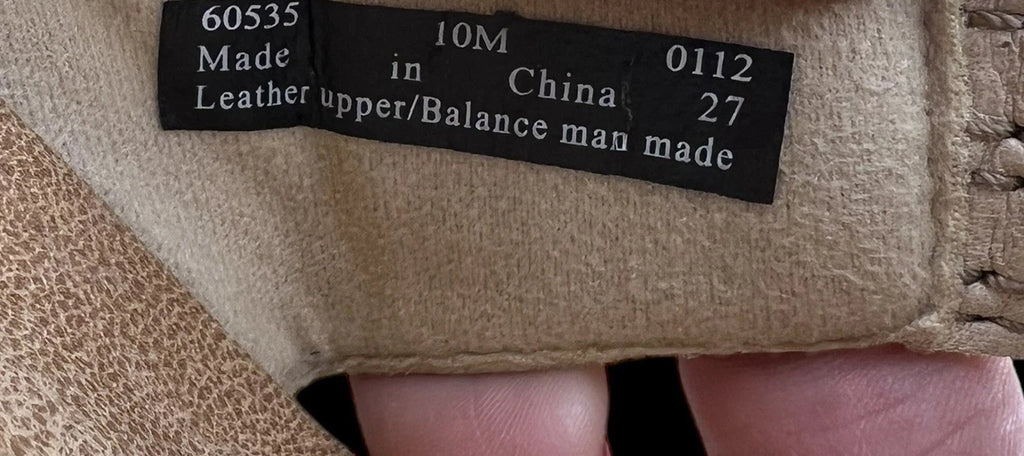 60535 10M 0112
Made in China 27
Leather upper/Balance man made